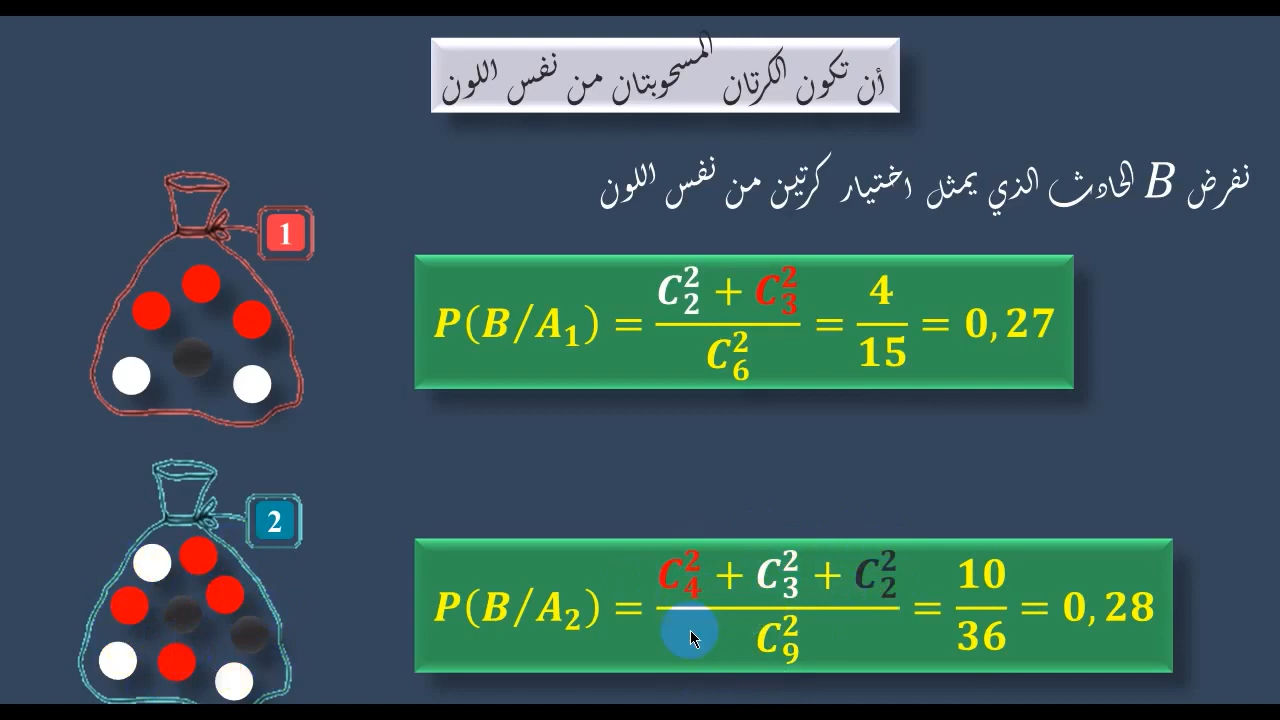 أن تكون الكرتان المسحوبتان من نفس اللون
نفرض B الحادث الذي يمثل اختيار كرتين من نفس اللون
1
P(B/A₁) = (C₂² + C₃²) / C₆² = 4/15 = 0,27
2
P(B/A₂) = (C₄² + C₃² + C₂²) / C₉² = 10/36 = 0,28